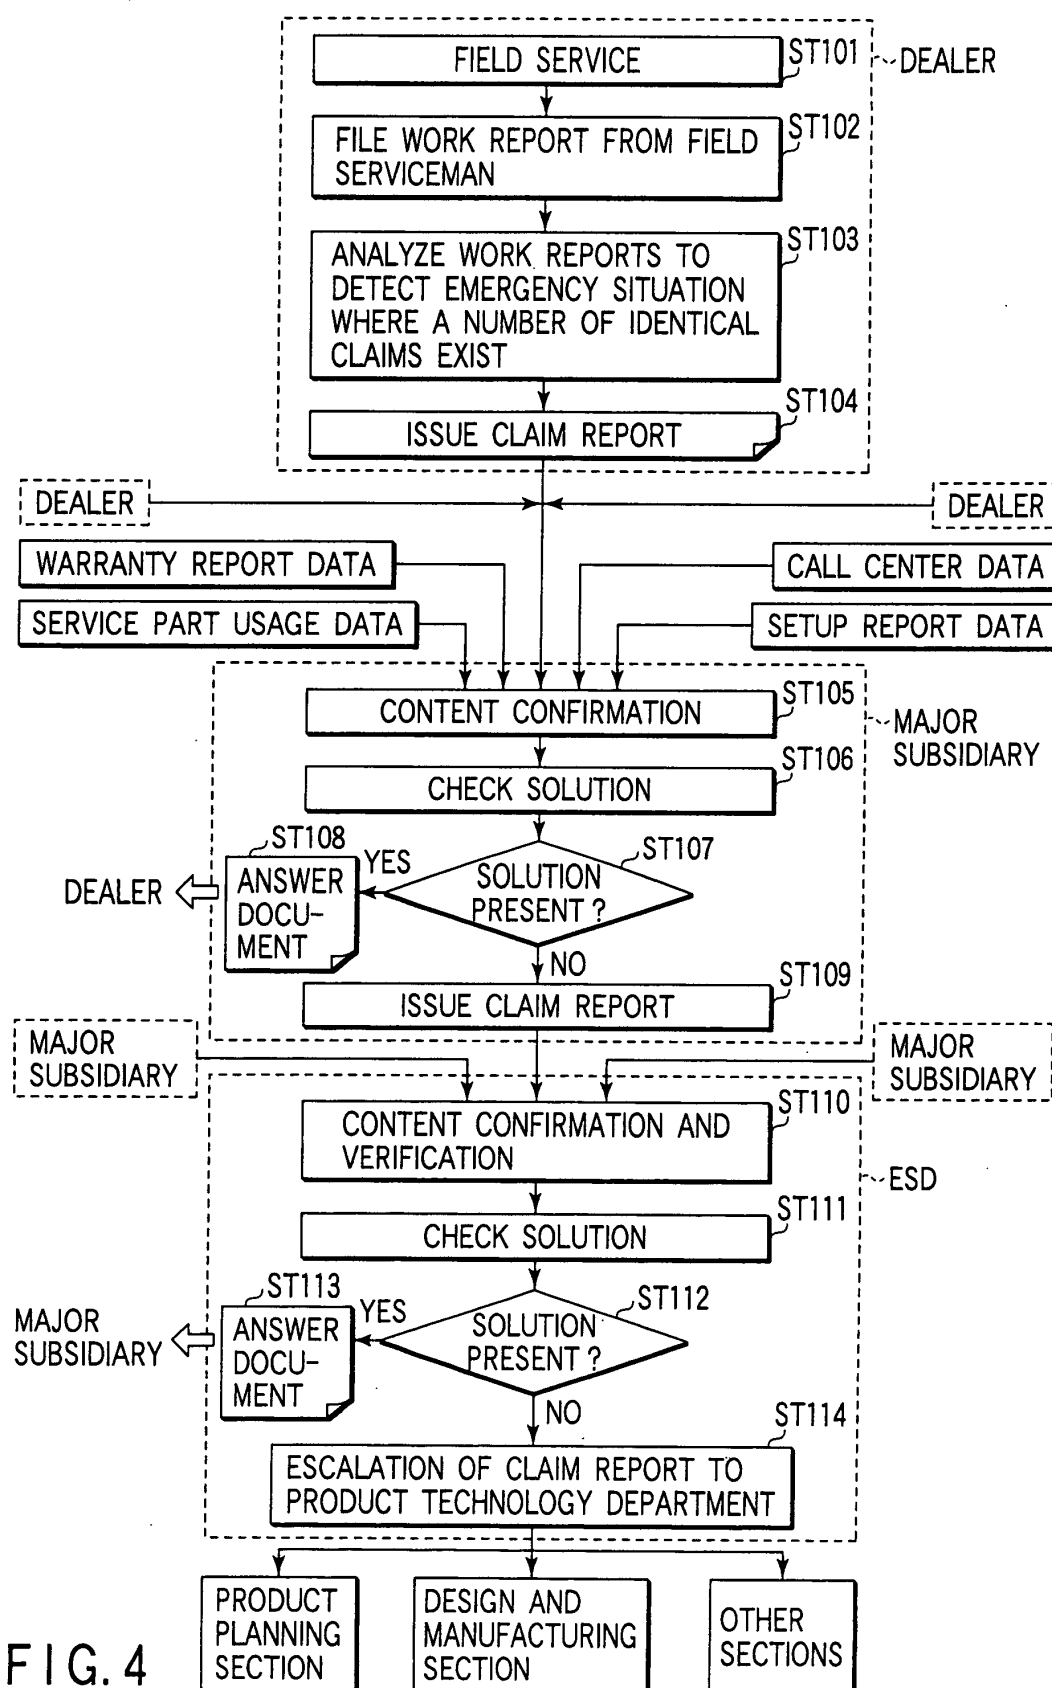 ST101
FIELD SERVICE
DEALER
ST102
FILE WORK REPORT FROM FIELD
SERVICEMAN
ST103
ANALYZE WORK REPORTS TO
DETECT EMERGENCY SITUATION
WHERE A NUMBER OF IDENTICAL
CLAIMS EXIST
ST104
ISSUE CLAIM REPORT
DEALER
DEALER
WARRANTY REPORT DATA
CALL CENTER DATA
SERVICE PART USAGE DATA
SETUP REPORT DATA
ST105
CONTENT CONFIRMATION
MAJOR
SUBSIDIARY
ST106
CHECK SOLUTION
ST108
YES
ST107
DEALER
ANSWER
DOCU-
MENT
SOLUTION
PRESENT?
NO
ST109
ISSUE CLAIM REPORT
MAJOR
SUBSIDIARY
MAJOR
SUBSIDIARY
ST110
CONTENT CONFIRMATION AND
VERIFICATION
ESD
ST111
CHECK SOLUTION
ST113
YES
ST112
MAJOR
SUBSIDIARY
ANSWER
DOCU-
MENT
SOLUTION
PRESENT?
NO
ST114
ESCALATION OF CLAIM REPORT TO
PRODUCT TECHNOLOGY DEPARTMENT
PRODUCT
PLANNING
SECTION
DESIGN AND
MANUFACTURING
SECTION
OTHER
SECTIONS
FIG. 4